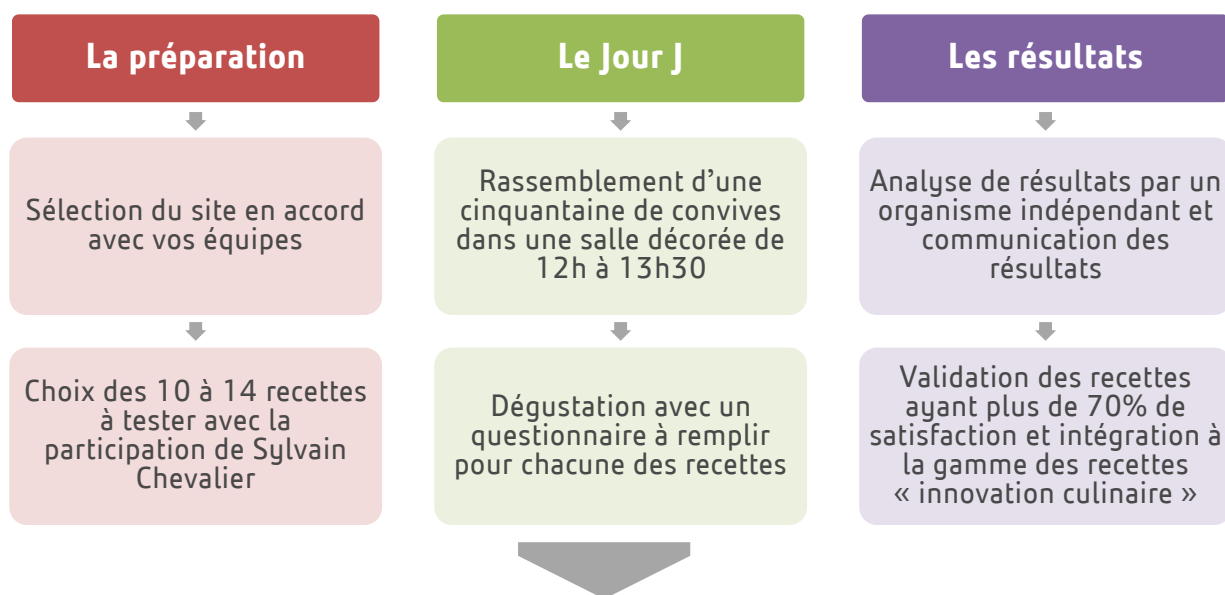 La préparation
Sélection du site en accord
avec vos équipes
Choix des 10 à 14 recettes
à tester avec la
participation de Sylvain
Chevalier
Le Jour J
Rassemblement d’une
cinquantaine de convives
dans une salle décorée de
12h à 13h30
Dégustation avec un
questionnaire à remplir
pour chacune des recettes
Les résultats
Analyse de résultats par un
organisme indépendant et
communication des
résultats
Validation des recettes
ayant plus de 70% de
satisfaction et intégration à
la gamme des recettes
« innovation culinaire »